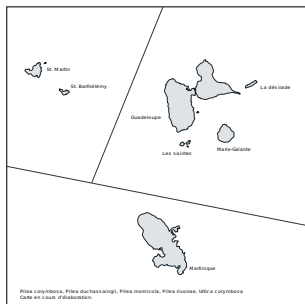 St. Martin
St. Barthélémy
La désirade
Guadeloupe
Marie-Galante
Les saintes
Martinique
Pilea corymbosa, Pilea duchassaingii, Pilea momicola, Pilea rivoirae, Urtica corymbosa
Carte en cours d'élaboration.